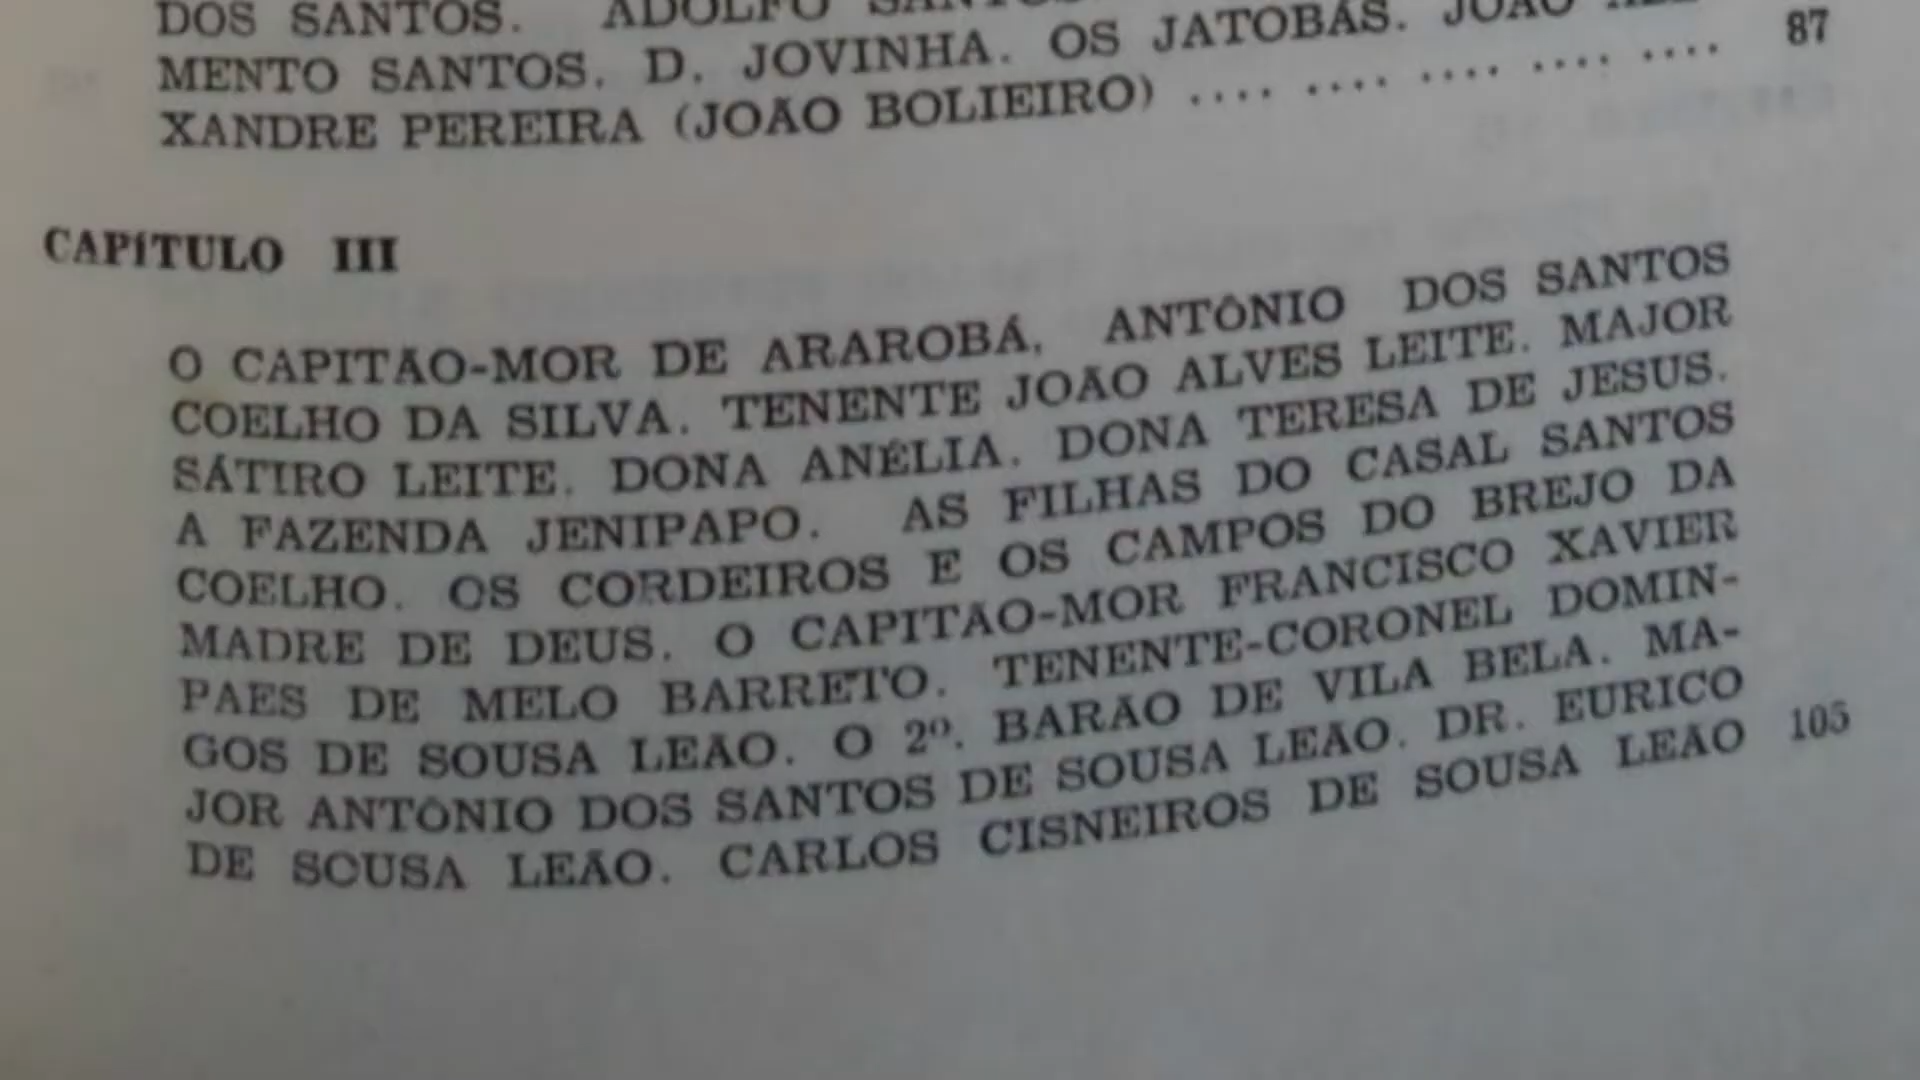 DOS SANTOS. ADOLFO
MENTO SANTOS. D. JOVINHA. OS JATOBÁS. JOÃO
XANDRE PEREIRA (JOÃO BOLIEIRO) .... .... .... .... .... 87
CAPÍTULO III
O CAPITÃO-MOR DE AROROBÁ, ANTÔNIO DOS SANTOS
COELHO DA SILVA. TENENTE JOÃO ALVES LEITE. MAJOR
SÁTIRO LEITE. DONA ANÉLIA. DONA TERESA DE JESUS.
A FAZENDA JENIPAPO. AS FILHAS DO CASAL SANTOS
COELHO. OS CORDEIROS E OS CAMPOS DO BREJO DA
MADRE DE DEUS. O CAPITÃO-MOR FRANCISCO XAVIER
PAES DE MELO BARRETO. TENENTE-CORONEL DOMIN-
GOS DE SOUSA LEÃO. O 2º. BARÃO DE VILA BELA. MA-
JOR ANTÔNIO DOS SANTOS DE SOUSA LEÃO. DR. EURICO
DE SOUSA LEÃO. CARLOS CISNEIROS DE SOUSA LEÃO 105